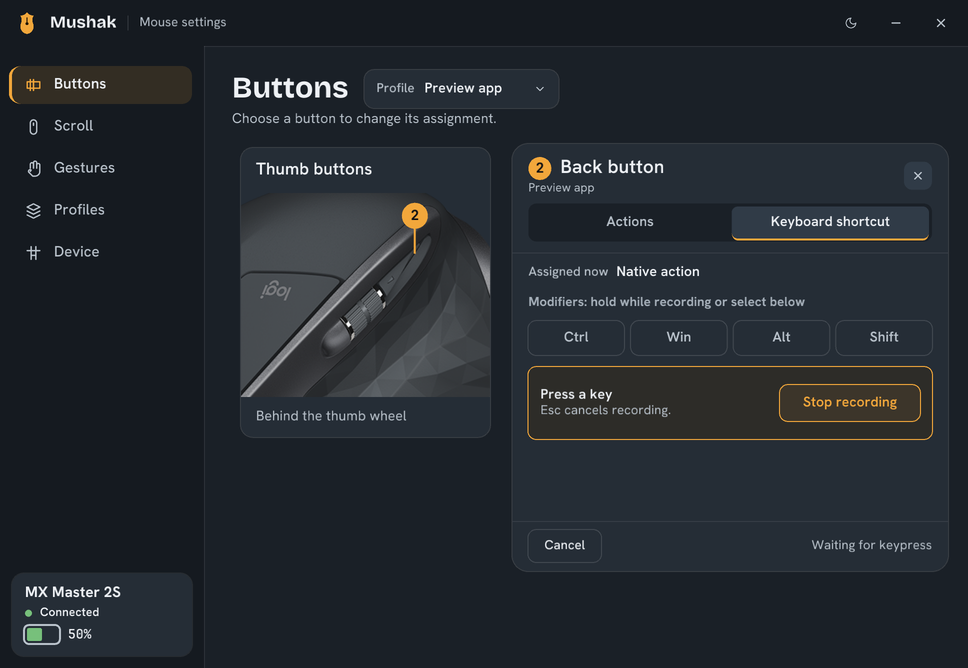 Mushak
Mouse settings
Buttons
Scroll
Gestures
Profiles
Device
MX Master 2S
Connected
50%
Buttons
Profile Preview app
Choose a button to change its assignment.
Thumb buttons
2
logi
Behind the thumb wheel
2 Back button
Preview app
Actions
Keyboard shortcut
Assigned now Native action
Modifiers: hold while recording or select below
Ctrl
Win
Alt
Shift
Press a key
Esc cancels recording.
Stop recording
Cancel
Waiting for keypress